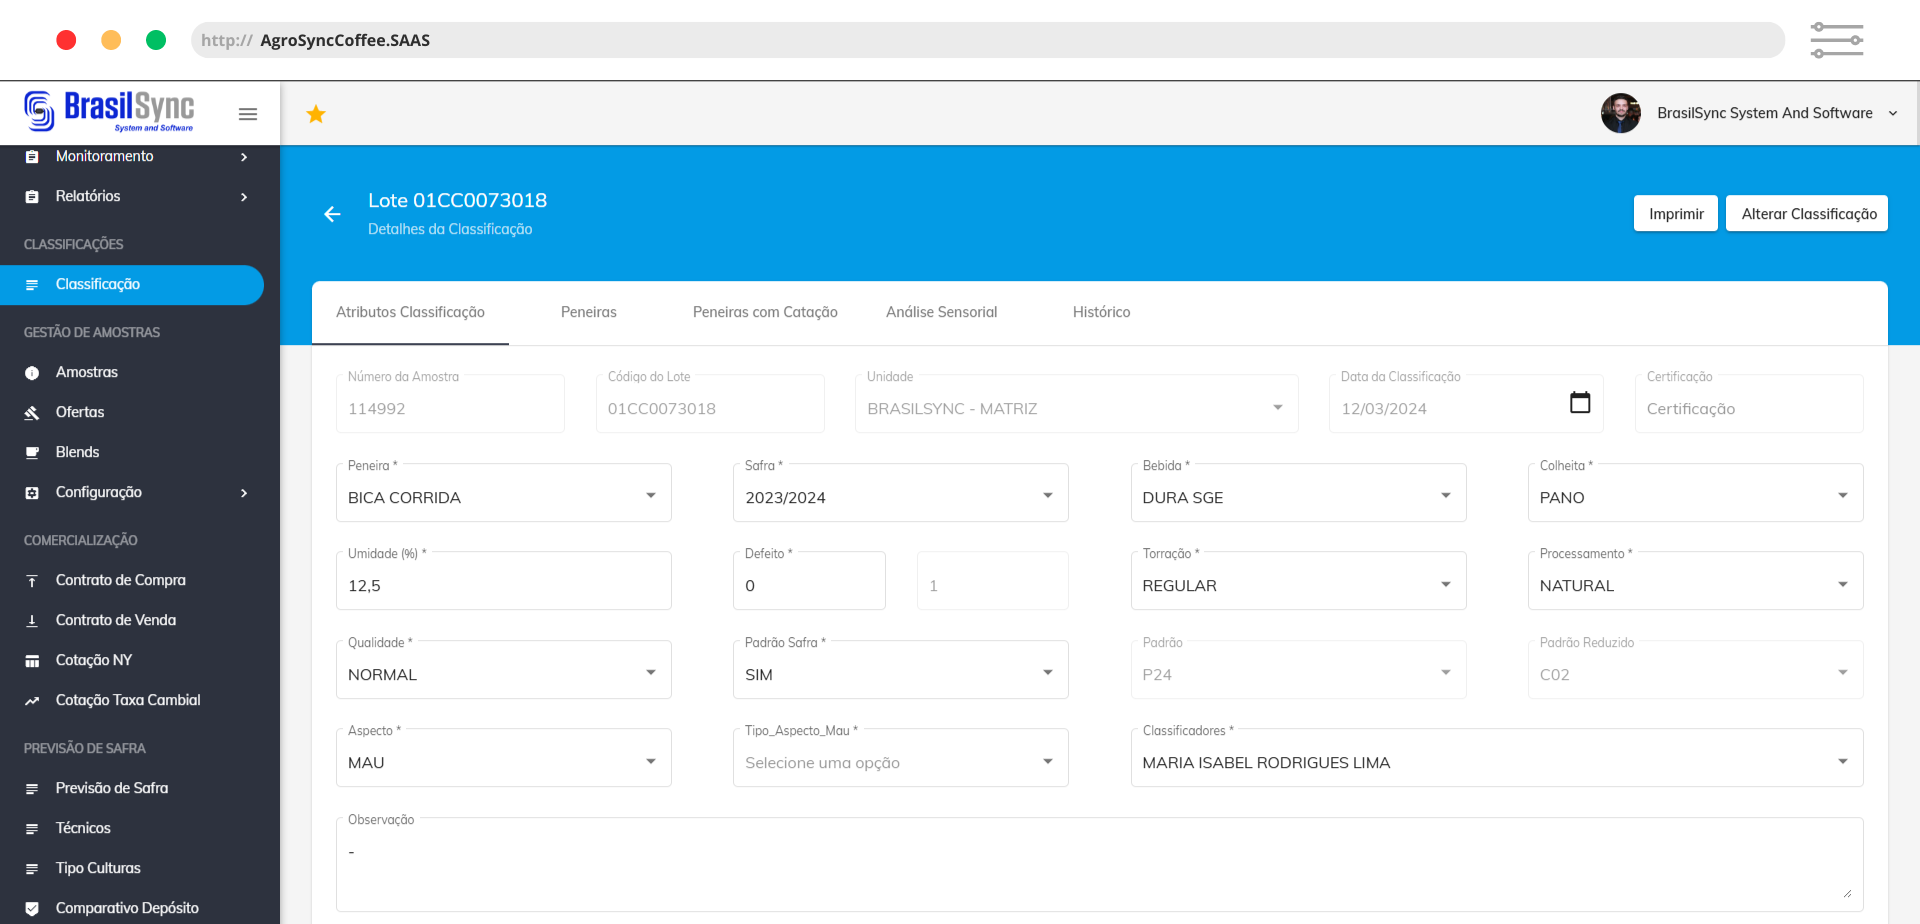 http:// AgroSyncCoffee.SAAS
BrasilSync
System and Software
BrasilSync System And Software
Monitoramento
Relatórios
CLASSIFICAÇÕES
Classificação
GESTÃO DE AMOSTRAS
Amostras
Ofertas
Blends
Configuração
COMERCIALIZAÇÃO
Contrato de Compra
Contrato de Venda
Cotação NY
Cotação Taxa Cambial
PREVISÃO DE SAFRA
Previsão de Safra
Técnicos
Tipo Culturas
Comparativo Depósito
Lote 01CC0073018
Detalhes da Classificação
Imprimir
Alterar Classificação
Atributos Classificação
Peneiras
Peneiras com Catação
Análise Sensorial
Histórico
Número da Amostra
114992
Código do Lote
01CC0073018
Unidade
BRASILSYNC - MATRIZ
Data da Classificação
12/03/2024
Certificação
Certificação
Peneira *
BICA CORRIDA
Safra *
2023/2024
Bebida *
DURA SGE
Colheita *
PANO
Umidade (%) *
12,5
Defeito *
0
1
Torração *
REGULAR
Processamento *
NATURAL
Qualidade *
NORMAL
Padrão Safra *
SIM
Padrão
P24
Padrão Reduzido
C02
Aspecto *
MAU
Tipo_Aspecto_Mau *
Selecione uma opção
Classificadores *
MARIA ISABEL RODRIGUES LIMA
Observação
-